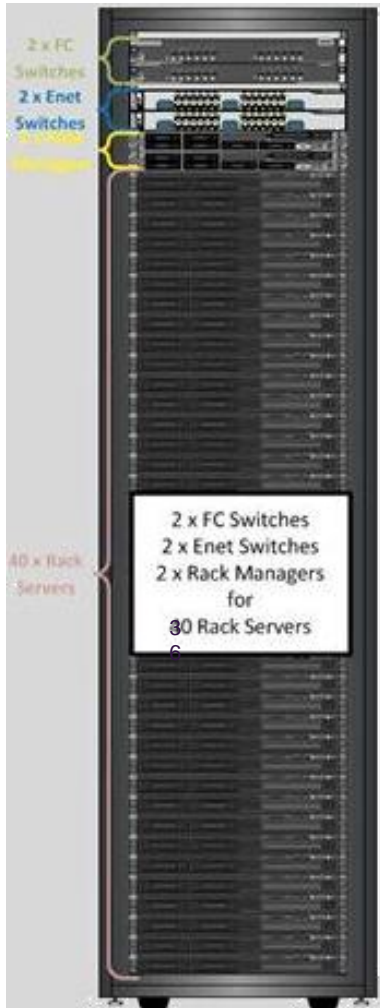 2 x FC
Switches
2 x Enet
Switches
Managers
40 x Rack
Servers
2 x FC Switches
2 x Enet Switches
2 x Rack Managers
for
Rack Servers